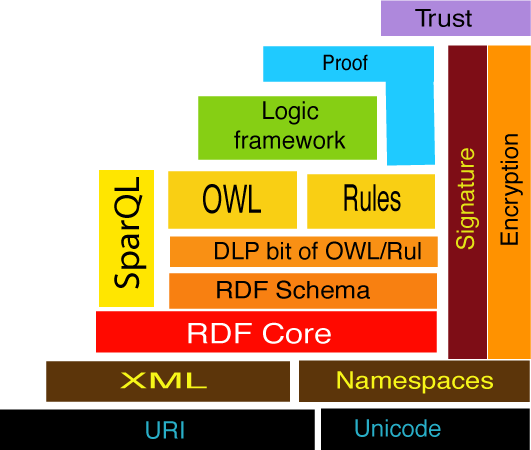 Trust
Proof
Logic
framework
Signature
Encryption
SparQL
OWL
Rules
DLP bit of OWL/Rul
RDF Schema
RDF Core
XML
Namespaces
URI
Unicode